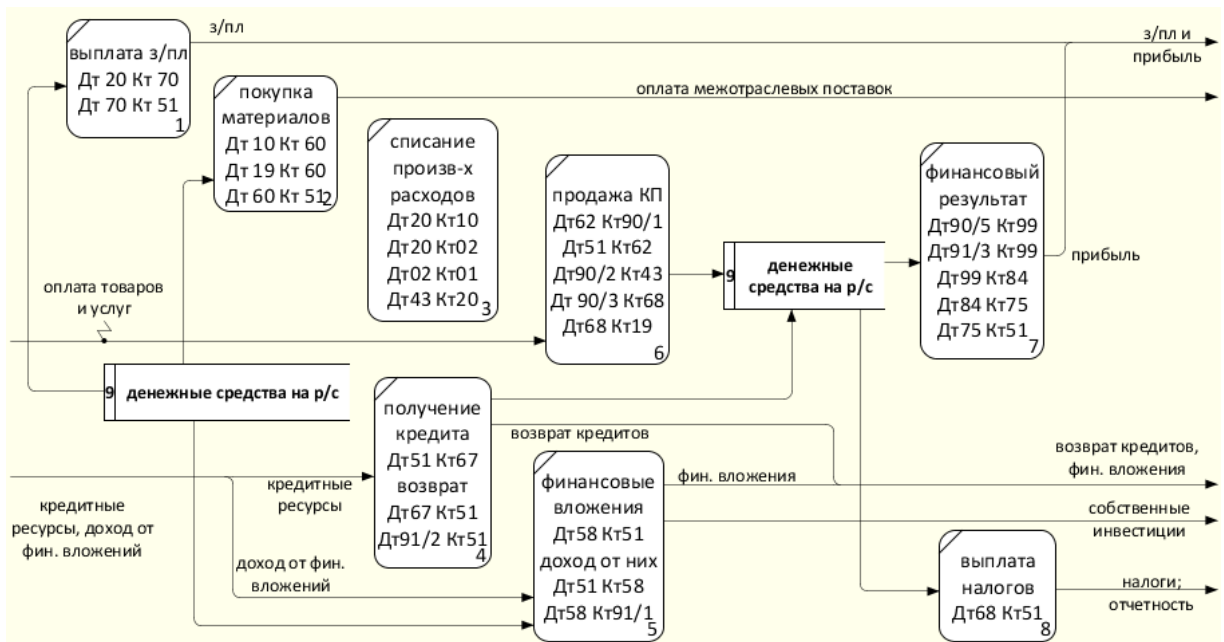 з/пл
выплата з/пл
Дт 20 Кт 70
Дт 70 Кт 51
1
з/пл и
прибыль
покупка
материалов
Дт 10 Кт 60
Дт 19 Кт 60
Дт 60 Кт 51
2
оплата межотраслевых поставок
списание
произв-х
расходов
Дт20 Кт10
Дт20 Кт02
Дт02 Кт01
Дт43 Кт20
3
продажа КП
Дт62 Кт90/1
Дт51 Кт62
Дт90/2 Кт43
Дт 90/3 Кт68
Дт68 Кт19
6
9
денежные
средства на р/с
финансовый
результат
Дт90/5 Кт99
Дт91/3 Кт99
Дт99 Кт84
Дт84 Кт75
Дт75 Кт51
7
прибыль
оплата товаров
и услуг
9
денежные средства на р/с
получение
кредита
Дт51 Кт67
возврат
Дт67 Кт51
Дт91/2 Кт51
4
возврат кредитов
кредитные
ресурсы
кредитные
ресурсы, доход от
фин. вложений
доход от фин.
вложений
финансовые
вложения
Дт58 Кт51
доход от них
Дт51 Кт58
Дт58 Кт91/1
5
фин. вложения
возврат кредитов,
фин. вложения
собственные
инвестиции
выплата
налогов
Дт68 Кт51
8
налоги;
отчетность